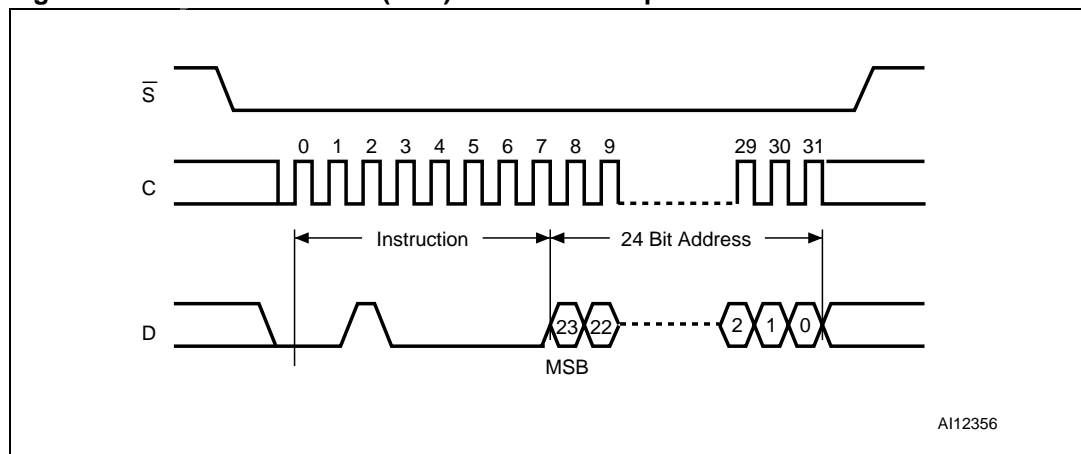 S
0 1 2 3 4 5 6 7 8 9 29 30 31
C
Instruction 24 Bit Address
D
23 22 2 1 0
MSB
AI12356